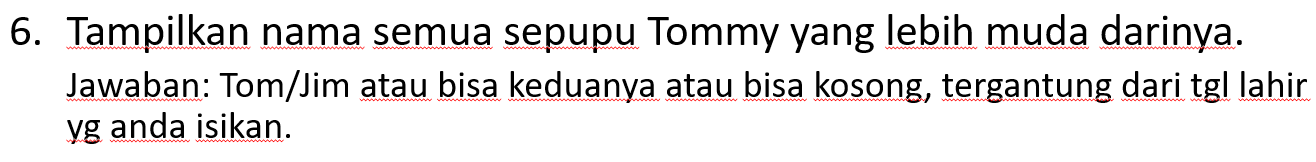 6. Tampilkan nama semua sepupu Tommy yang lebih muda darinya.
Jawaban: Tom/Jim atau bisa keduanya atau bisa kosong, tergantung dari tgl lahir
yg anda isikan.